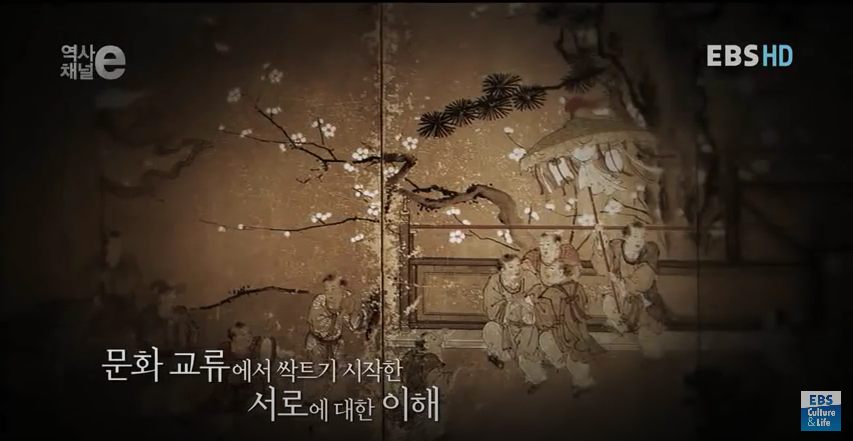 역사
채널e
EBS HD
문화 교류에서 싹트기 시작한
서로에 대한 이해
EBS
Culture
& Life